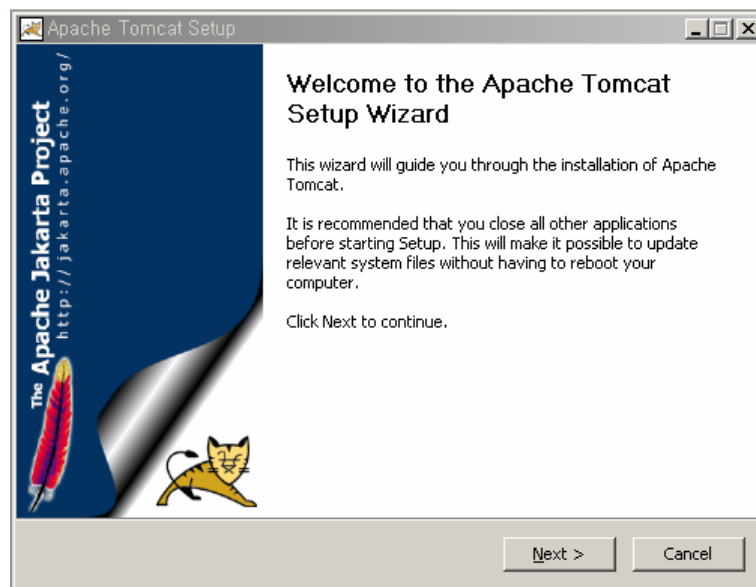 Apache Tomcat Setup
The Apache Jakarta Project
http://jakarta.apache.org/
Welcome to the Apache Tomcat
Setup Wizard
This wizard will guide you through the installation of Apache
Tomcat.
It is recommended that you close all other applications
before starting Setup. This will make it possible to update
relevant system files without having to reboot your
computer.
Click Next to continue.
Next >
Cancel